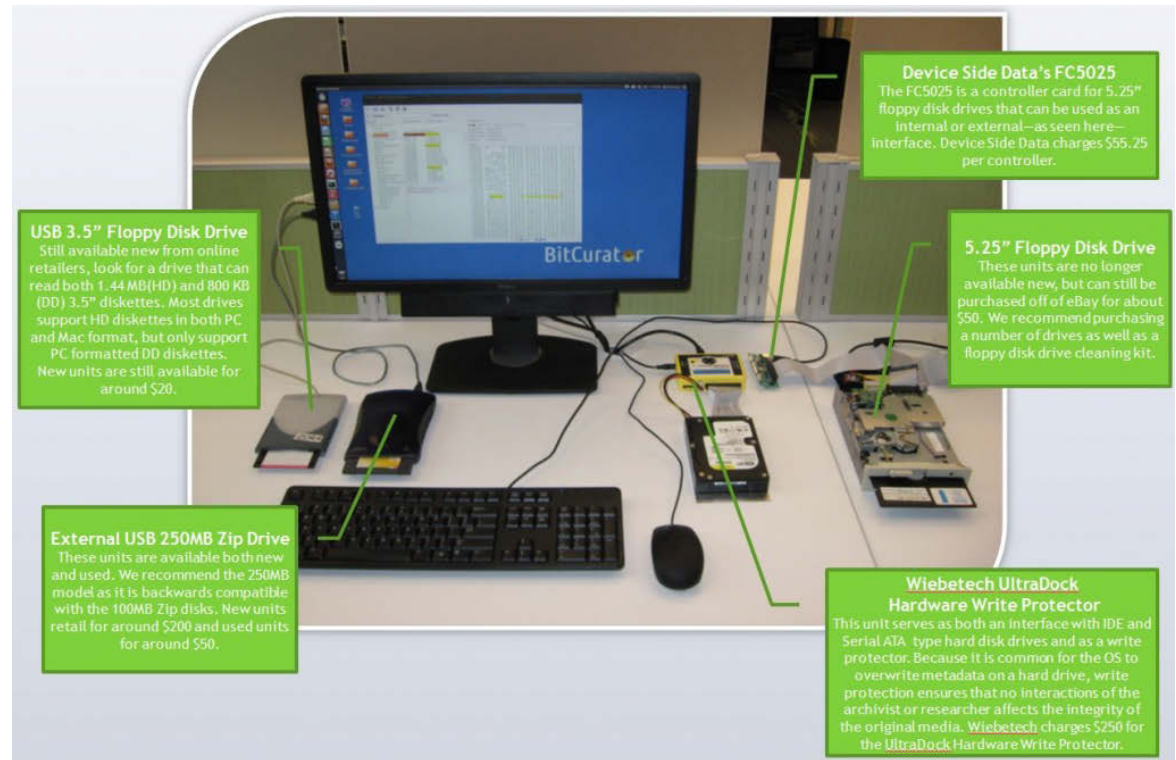 Device Side Data's FC5025
The FC5025 is a controller card for 5.25"
floppy disk drives that can be used as an
internal or external—as seen here—
interface. Device Side Data charges $55.25
per controller.
USB 3.5" Floppy Disk Drive
Still available new from online
retailers, look for a drive that can
read both 1.44 MB(HD) and 800 KB
(DD) 3.5" diskettes. Most drives
support HD diskettes in both PC
and Mac format, but only support
PC formatted DD diskettes.
New units are still available for
around $20.
BitCurator
5.25" Floppy Disk Drive
These units are no longer
available new, but can still be
purchased off of eBay for about
$50. We recommend purchasing
a number of drives as well as a
floppy disk drive cleaning kit.
External USB 250MB Zip Drive
These units are available both new
and used. We recommend the 250MB
model as it is backwards compatible
with the 100MB Zip disks. New units
retail for around $200 and used units
for around $50.
Wiebetech UltraDock
Hardware Write Protector
This unit serves as both an interface with IDE and
Serial ATA type hard disk drives and as a write
protector. Because it is common for the OS to
overwrite metadata on a hard drive, write
protection ensures that no interactions of the
archivist or researcher affects the integrity of
the original media. Wiebetech charges $250 for
the UltraDock Hardware Write Protector.